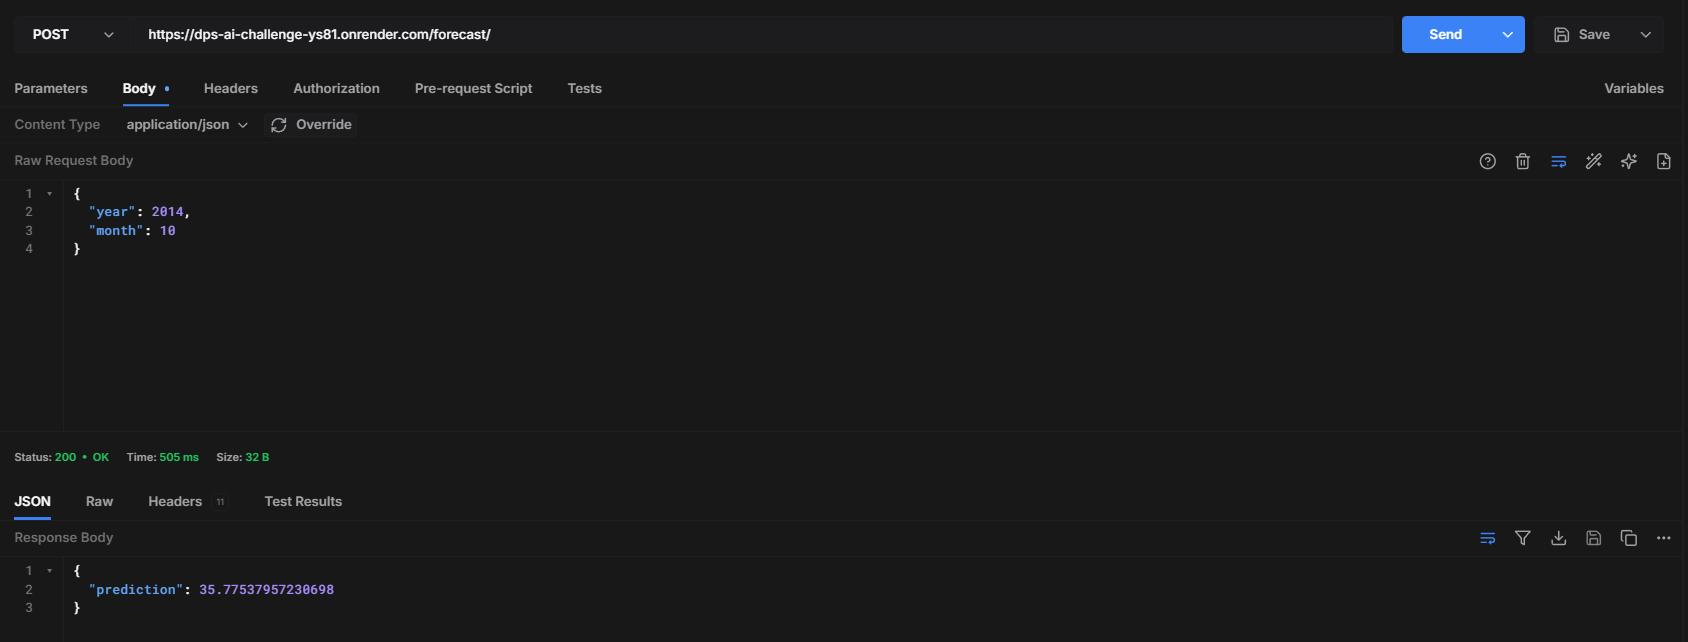 POST https://dps-ai-challenge-ys81.onrender.com/forecast/ Send Save
Parameters Body Headers Authorization Pre-request Script Tests Variables
Content Type application/json Override
Raw Request Body
1 {
2 "year": 2014,
3 "month": 10
4 }
Status: 200 • OK Time: 505 ms Size: 32 B
JSON Raw Headers 11 Test Results
Response Body
1 {
2 "prediction": 35.77537957230698
3 }